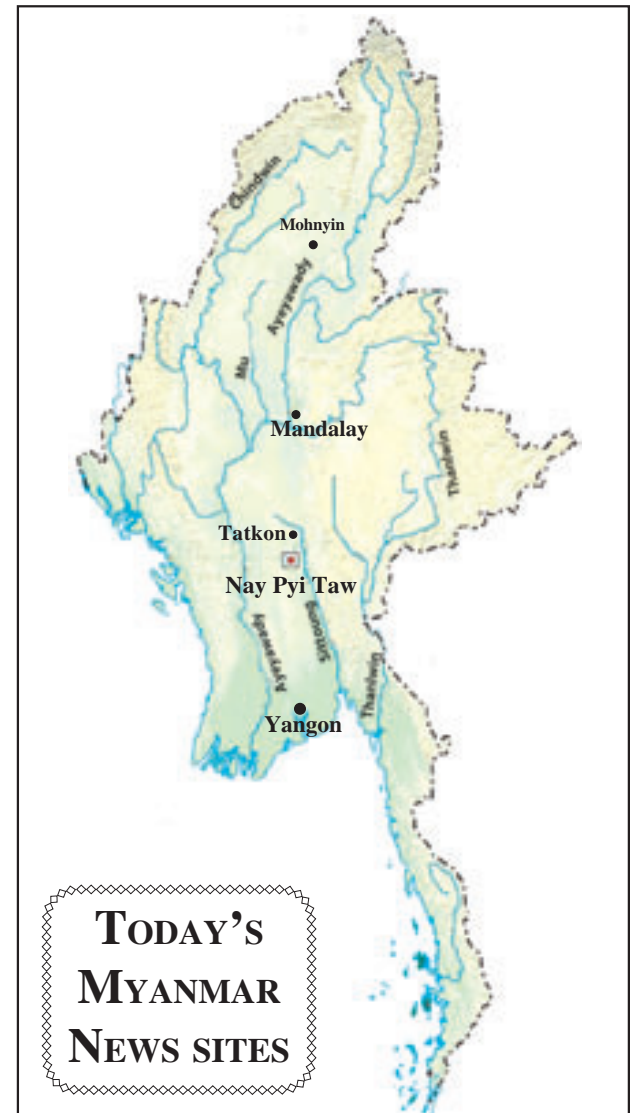 Chindwin
Mohnyin
Ayeyawady
Mu
Mandalay
Thanlwin
Tatkon
Nay Pyi Taw
Ayeyawady
Sittoung
Thanlwin
Yangon
TODAY'S
MYANMAR
NEWS SITES